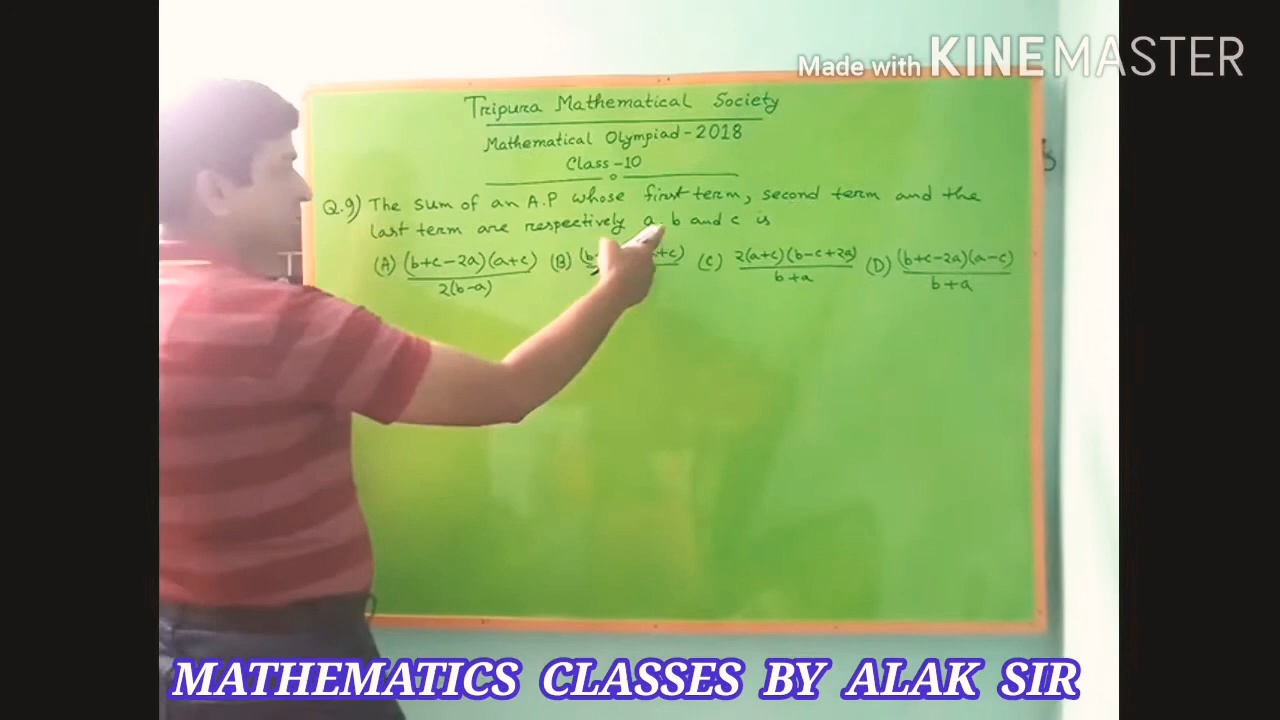 Made with KINEMASTER
Tripura Mathematical Society
Mathematical Olympiad-2018
Class-10
Q.9) The sum of an A.P whose first term, second term and the
last term are respectively a, b and c is
(A) (b+c-2a)(a+c) / 2(b-a) (B) (b +c) (C) 2(a+c)(b-c+2a) / b+a (D) (b+c-2a)(a-c) / b+a
MATHEMATICS CLASSES BY ALAK SIR